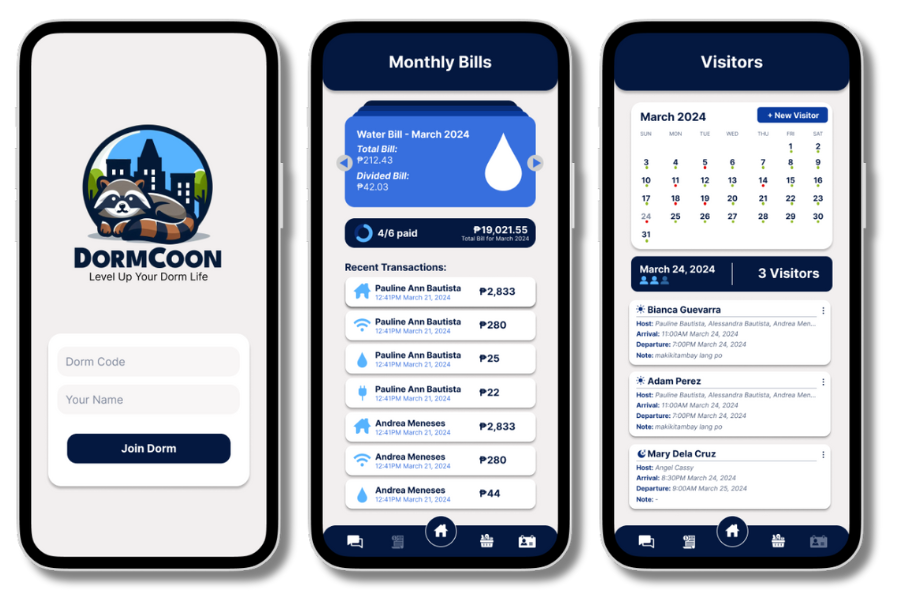 DORMCOON
Level Up Your Dorm Life
Dorm Code
Your Name
Join Dorm
Monthly Bills
Water Bill - March 2024
Total Bill:
₱212.43
Divided Bill:
₱42.03
4/6 paid
₱19,021.55
Total Bill for March 2024
Recent Transactions:
Pauline Ann Bautista
12:41PM March 21, 2024
₱2,833
Pauline Ann Bautista
12:41PM March 21, 2024
₱280
Pauline Ann Bautista
12:41PM March 21, 2024
₱25
Pauline Ann Bautista
12:41PM March 21, 2024
₱22
Andrea Meneses
12:41PM March 21, 2024
₱2,833
Andrea Meneses
12:41PM March 21, 2024
₱280
Andrea Meneses
12:41PM March 21, 2024
₱44
Visitors
March 2024
+ New Visitor
SUN MON TUE WED THU FRI SAT
1 2
3 4 5 6 7 8 9
10 11 12 13 14 15 16
17 18 19 20 21 22 23
24 25 26 27 28 29 30
31
March 24, 2024
3 Visitors
Bianca Guevarra
Host: Pauline Bautista, Alessandra Bautista, Andrea Men...
Arrival: 11:00AM March 24, 2024
Departure: 7:00PM March 24, 2024
Note: makikitambay lang po
Adam Perez
Host: Pauline Bautista, Alessandra Bautista, Andrea Men...
Arrival: 11:00AM March 24, 2024
Departure: 7:00PM March 24, 2024
Note: makikitambay lang po
Mary Dela Cruz
Host: Angel Cassy
Arrival: 8:30PM March 24, 2024
Departure: 9:00AM March 25, 2024
Note: -